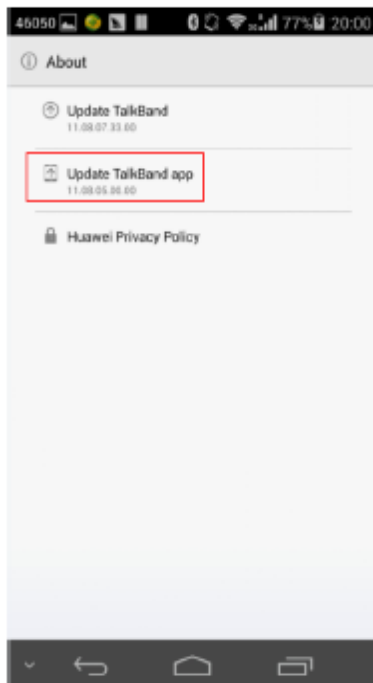 46050 77% 20:00
About
Update TalkBand
11.08.07.33.00
Update TalkBand app
11.08.05.06.00
Huawei Privacy Policy